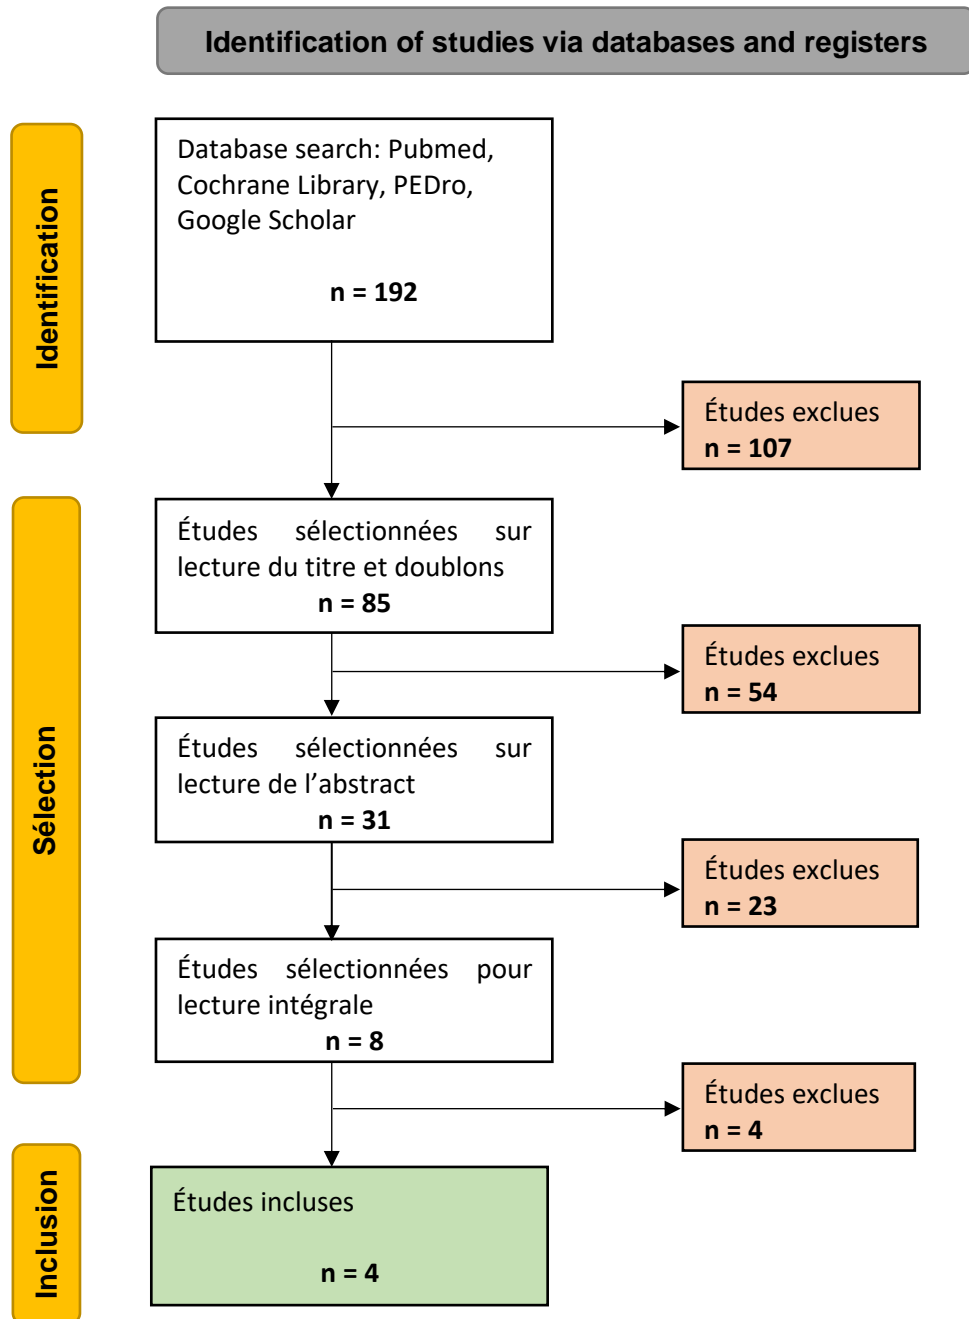 Identification of studies via databases and registers
Identification
Database search: Pubmed,
Cochrane Library, PEDro,
Google Scholar
n = 192
Études exclues
n = 107
Sélection
Études sélectionnées sur
lecture du titre et doublons
n = 85
Études exclues
n = 54
Études sélectionnées sur
lecture de l’abstract
n = 31
Études exclues
n = 23
Études sélectionnées pour
lecture intégrale
n = 8
Études exclues
n = 4
Inclusion
Études incluses
n = 4